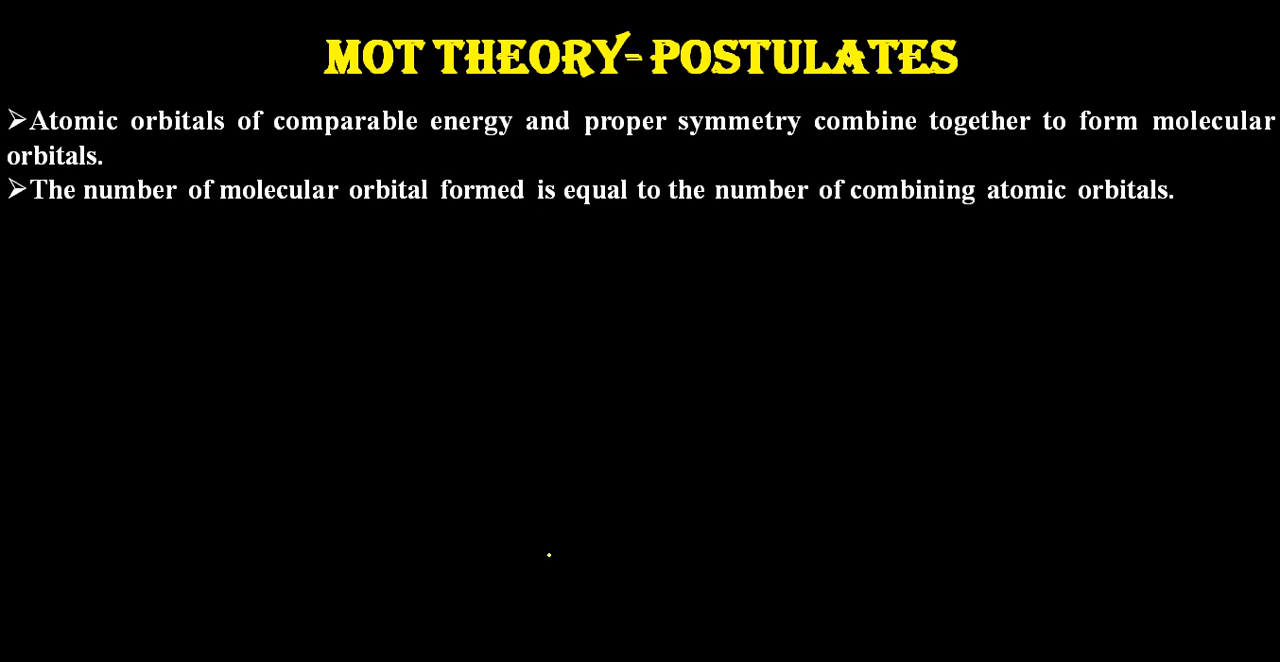 MOT THEORY- POSTULATES
➢Atomic orbitals of comparable energy and proper symmetry combine together to form molecular
orbitals.
➢The number of molecular orbital formed is equal to the number of combining atomic orbitals.